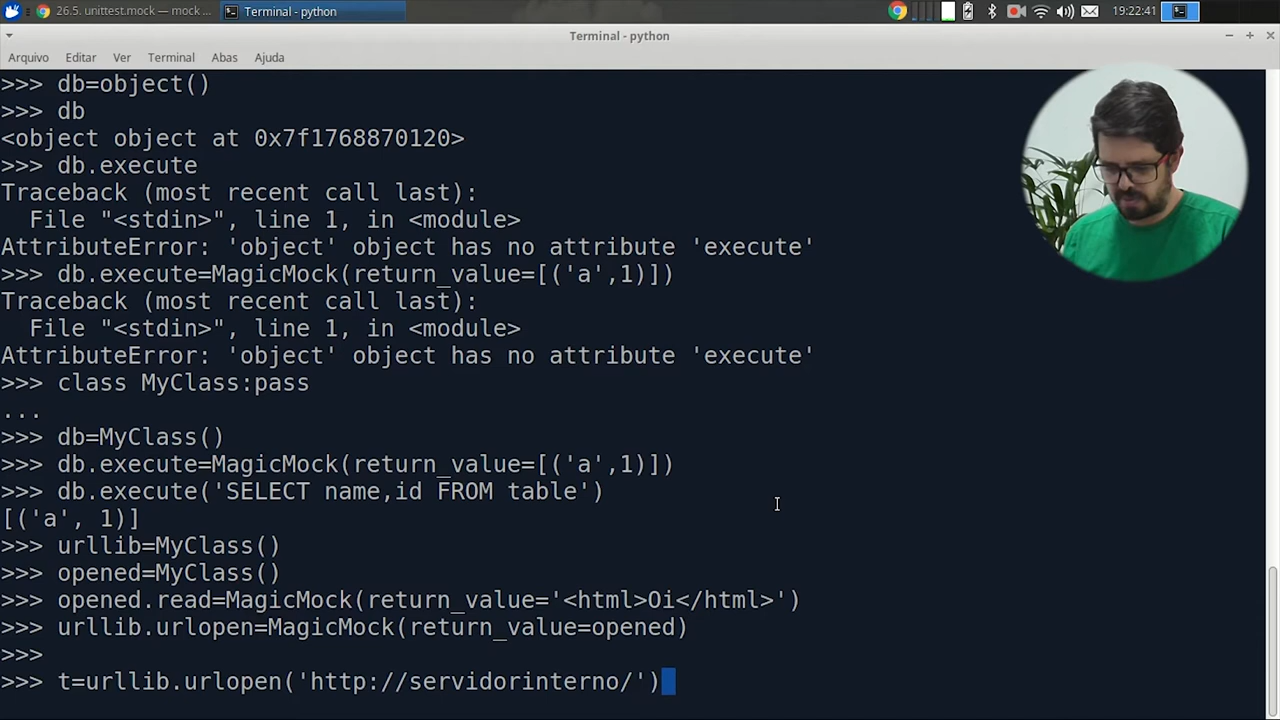 26.5. unittest.mock — mock ...
Terminal - python
19:22:41
Terminal - python
Arquivo Editar Ver Terminal Abas Ajuda
>>> db=object()
>>> db
<object object at 0x7f1768870120>
>>> db.execute
Traceback (most recent call last):
  File "<stdin>", line 1, in <module>
AttributeError: 'object' object has no attribute 'execute'
>>> db.execute=MagicMock(return_value=[('a',1)])
Traceback (most recent call last):
  File "<stdin>", line 1, in <module>
AttributeError: 'object' object has no attribute 'execute'
>>> class MyClass:pass
...
>>> db=MyClass()
>>> db.execute=MagicMock(return_value=[('a',1)])
>>> db.execute('SELECT name,id FROM table')
[('a', 1)]
>>> urllib=MyClass()
>>> opened=MyClass()
>>> opened.read=MagicMock(return_value='<html>Oi</html>')
>>> urllib.urlopen=MagicMock(return_value=opened)
>>>
>>> t=urllib.urlopen('http://servidorinterno/')